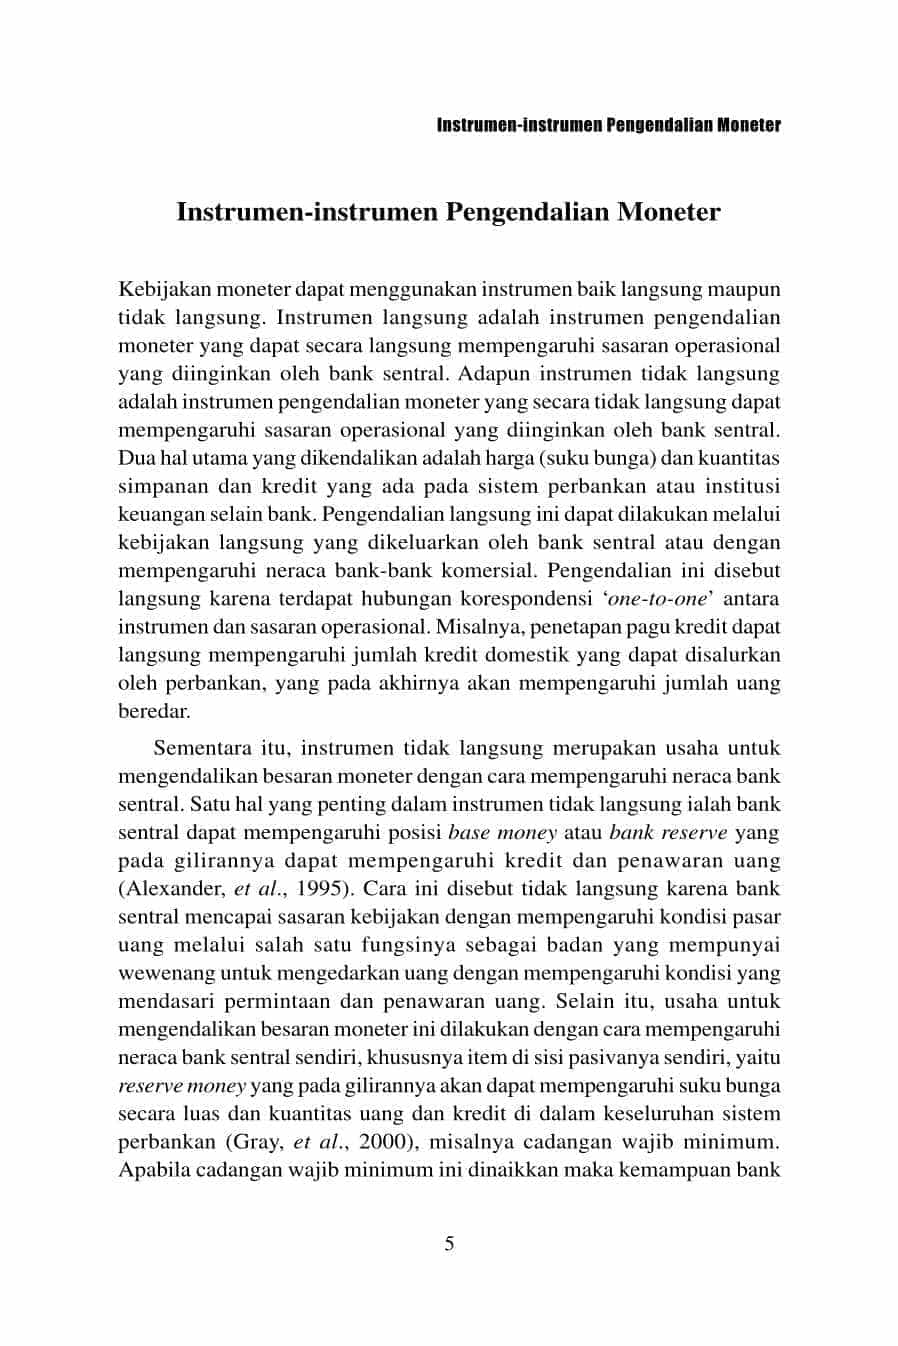 Instrumen-instrumen Pengendalian Moneter
Instrumen-instrumen Pengendalian Moneter
Kebijakan moneter dapat menggunakan instrumen baik langsung maupun
tidak langsung. Instrumen langsung adalah instrumen pengendalian
moneter yang dapat secara langsung mempengaruhi sasaran operasional
yang diinginkan oleh bank sentral. Adapun instrumen tidak langsung
adalah instrumen pengendalian moneter yang secara tidak langsung dapat
mempengaruhi sasaran operasional yang diinginkan oleh bank sentral.
Dua hal utama yang dikendalikan adalah harga (suku bunga) dan kuantitas
simpanan dan kredit yang ada pada sistem perbankan atau institusi
keuangan selain bank. Pengendalian langsung ini dapat dilakukan melalui
kebijakan langsung yang dikeluarkan oleh bank sentral atau dengan
mempengaruhi neraca bank-bank komersial. Pengendalian ini disebut
langsung karena terdapat hubungan korespondensi ‘one-to-one’ antara
instrumen dan sasaran operasional. Misalnya, penetapan pagu kredit dapat
langsung mempengaruhi jumlah kredit domestik yang dapat disalurkan
oleh perbankan, yang pada akhirnya akan mempengaruhi jumlah uang
beredar.
Sementara itu, instrumen tidak langsung merupakan usaha untuk
mengendalikan besaran moneter dengan cara mempengaruhi neraca bank
sentral. Satu hal yang penting dalam instrumen tidak langsung ialah bank
sentral dapat mempengaruhi posisi base money atau bank reserve yang
pada gilirannya dapat mempengaruhi kredit dan penawaran uang
(Alexander, et al., 1995). Cara ini disebut tidak langsung karena bank
sentral mencapai sasaran kebijakan dengan mempengaruhi kondisi pasar
uang melalui salah satu fungsinya sebagai badan yang mempunyai
wewenang untuk mengedarkan uang dengan mempengaruhi kondisi yang
mendasari permintaan dan penawaran uang. Selain itu, usaha untuk
mengendalikan besaran moneter ini dilakukan dengan cara mempengaruhi
neraca bank sentral sendiri, khususnya item di sisi pasivanya sendiri, yaitu
reserve money yang pada gilirannya akan dapat mempengaruhi suku bunga
secara luas dan kuantitas uang dan kredit di dalam keseluruhan sistem
perbankan (Gray, et al., 2000), misalnya cadangan wajib minimum.
Apabila cadangan wajib minimum ini dinaikkan maka kemampuan bank
5